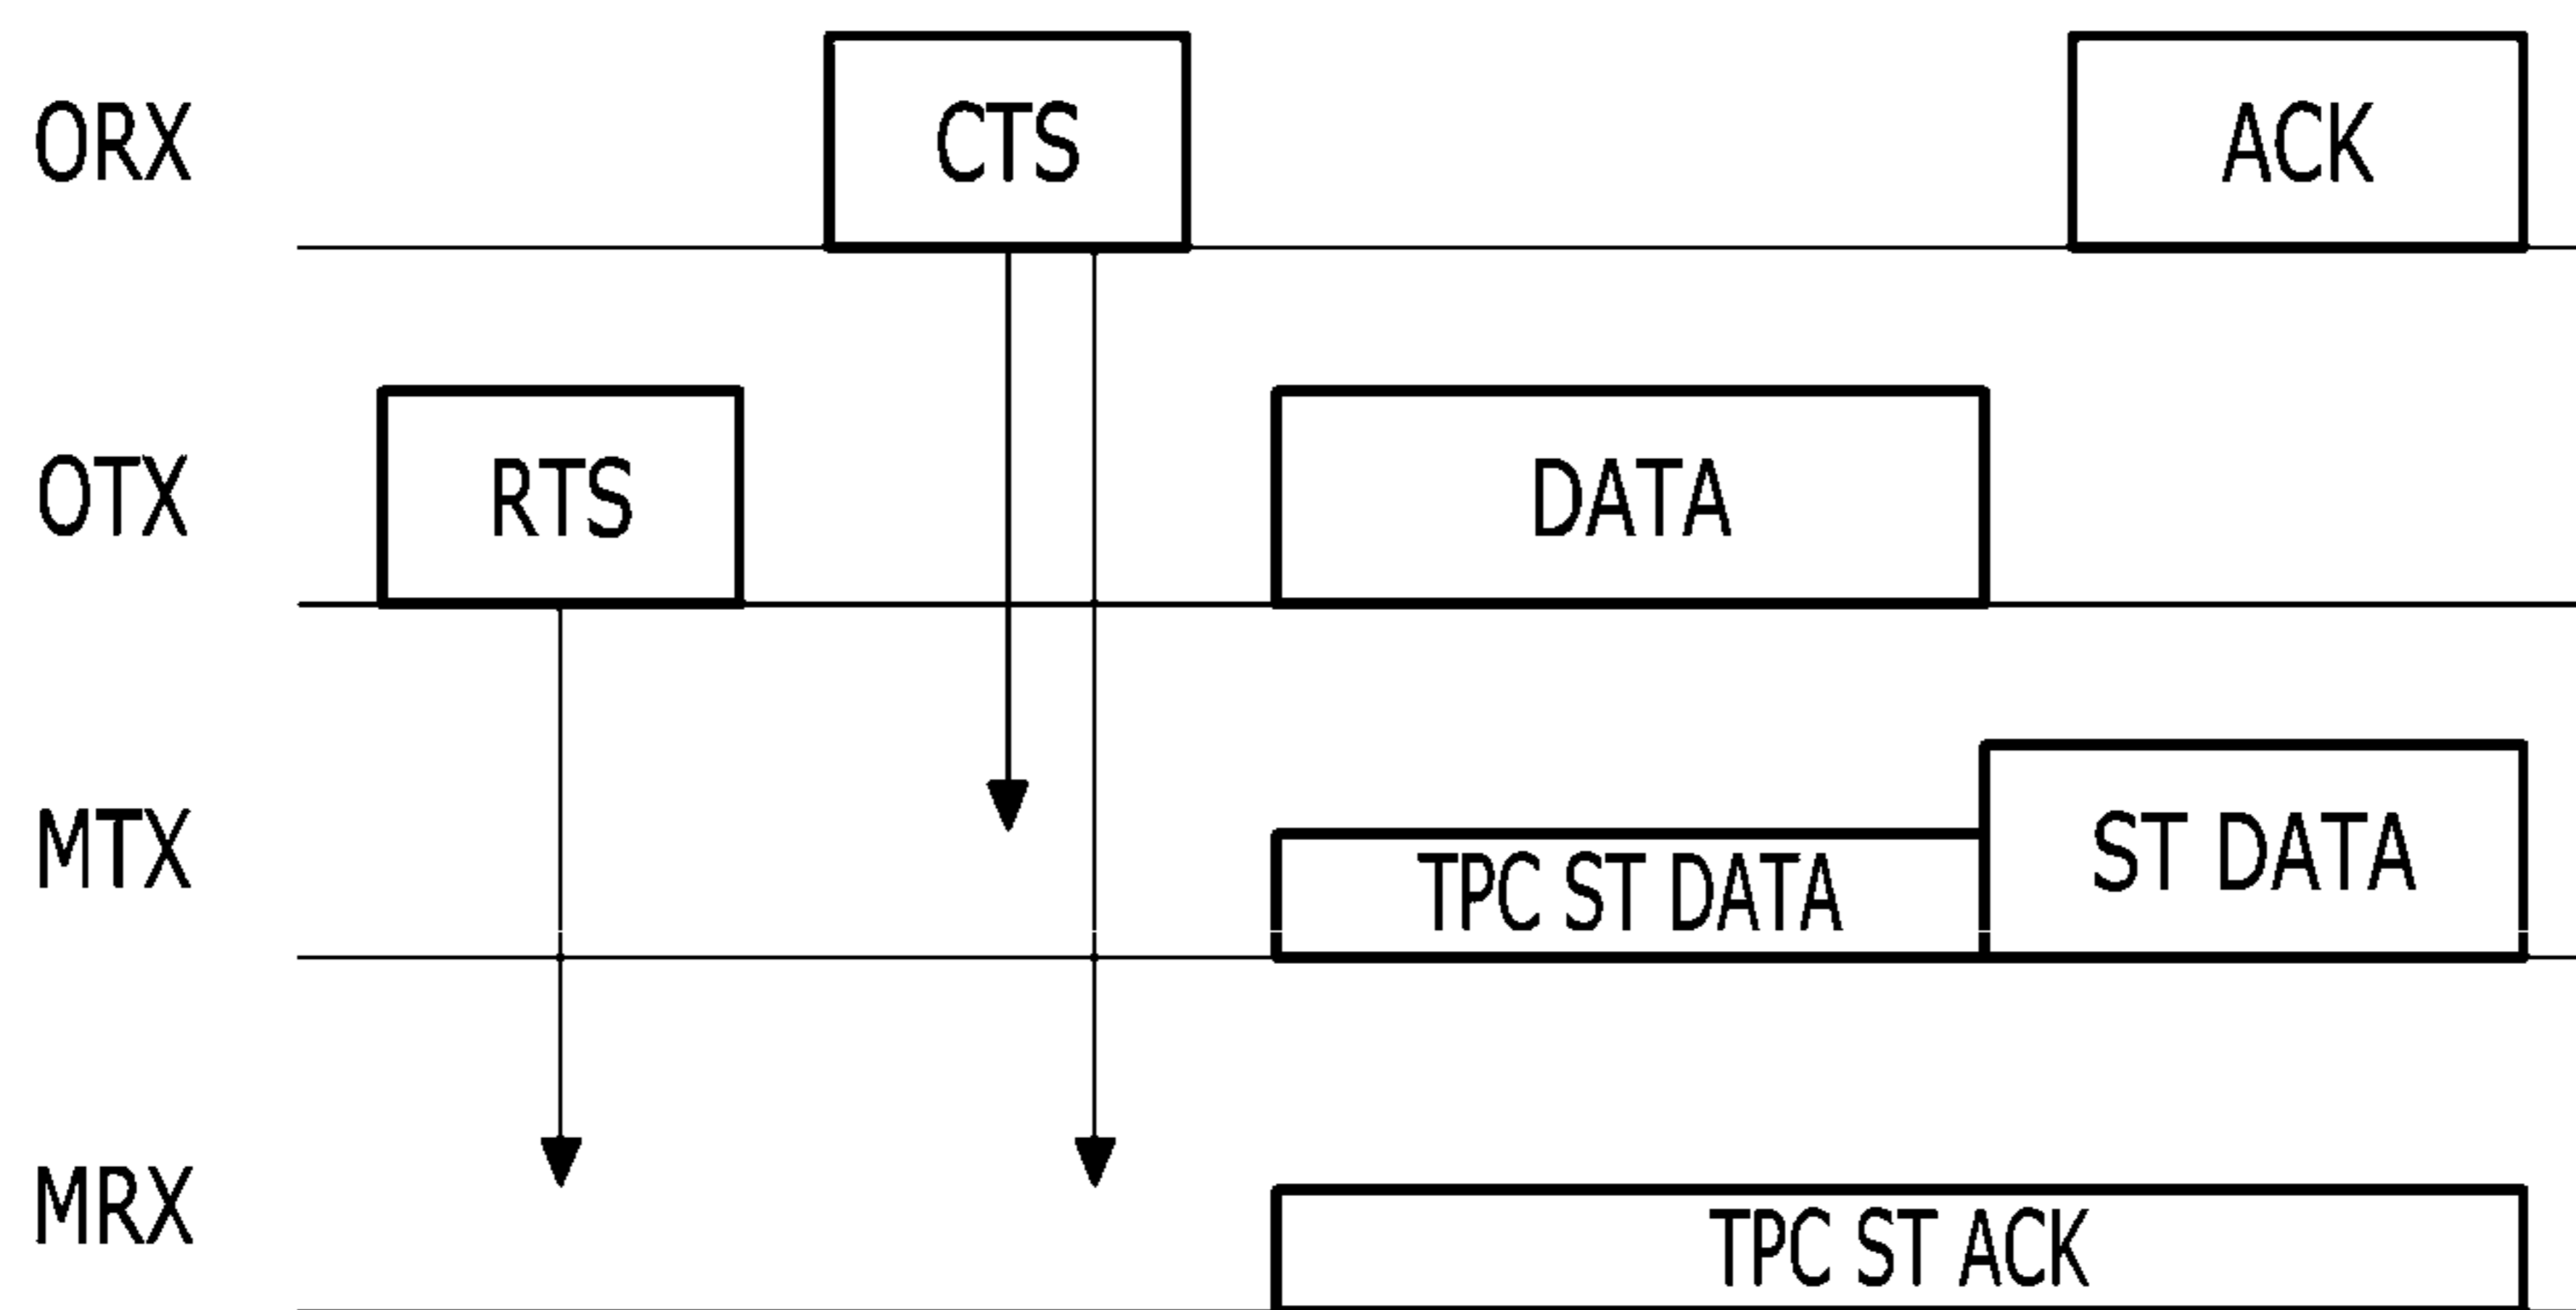 ORX CTS ACK
OTX RTS DATA
MTX TPC ST DATA ST DATA
MRX TPC ST ACK